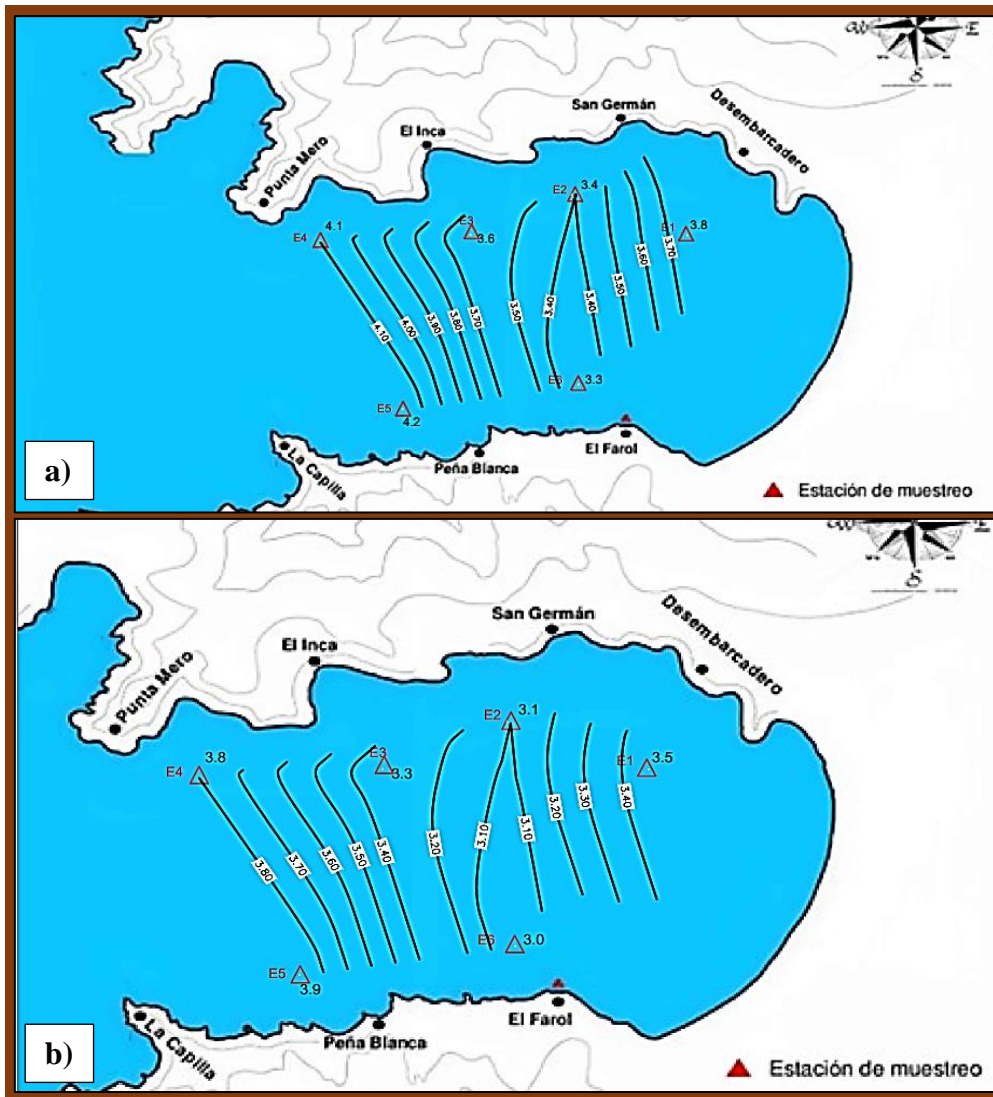 E
S
San Germán
Desembarcadero
El Inca
Punta Mero
E2 3.4
E3
3.6
E1 3.8
E4 4.1
4.10
4.00
3.90
3.80
3.70
3.50
3.40
3.40
3.50
3.60
3.70
E5
4.2
E6 3.3
El Farol
La Capilla
Peña Blanca
a)
Estación de muestreo
E
S
San Germán
Desembarcadero
El Inca
Punta Mero
E2 3.1
E3
3.3
E1 3.5
E4 3.8
3.80
3.70
3.60
3.50
3.40
3.20
3.10
3.10
3.20
3.30
3.40
E5
3.9
E6 3.0
El Farol
La Capilla
Peña Blanca
b)
Estación de muestreo